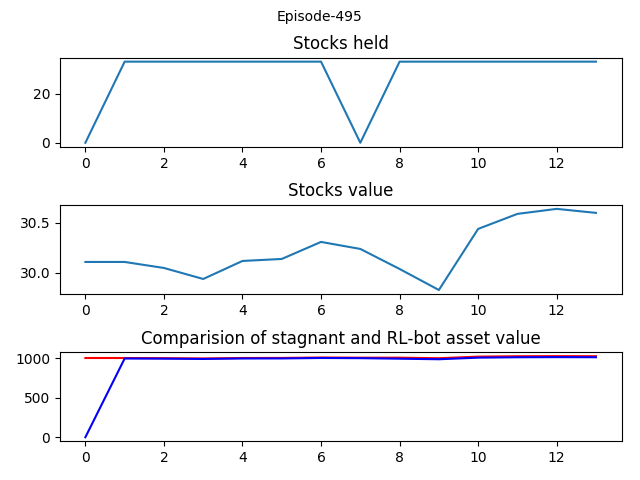 Episode-495
Stocks held
20
0
0 2 4 6 8 10 12
Stocks value
30.5
30.0
0 2 4 6 8 10 12
Comparision of stagnant and RL-bot asset value
1000
500
0
0 2 4 6 8 10 12